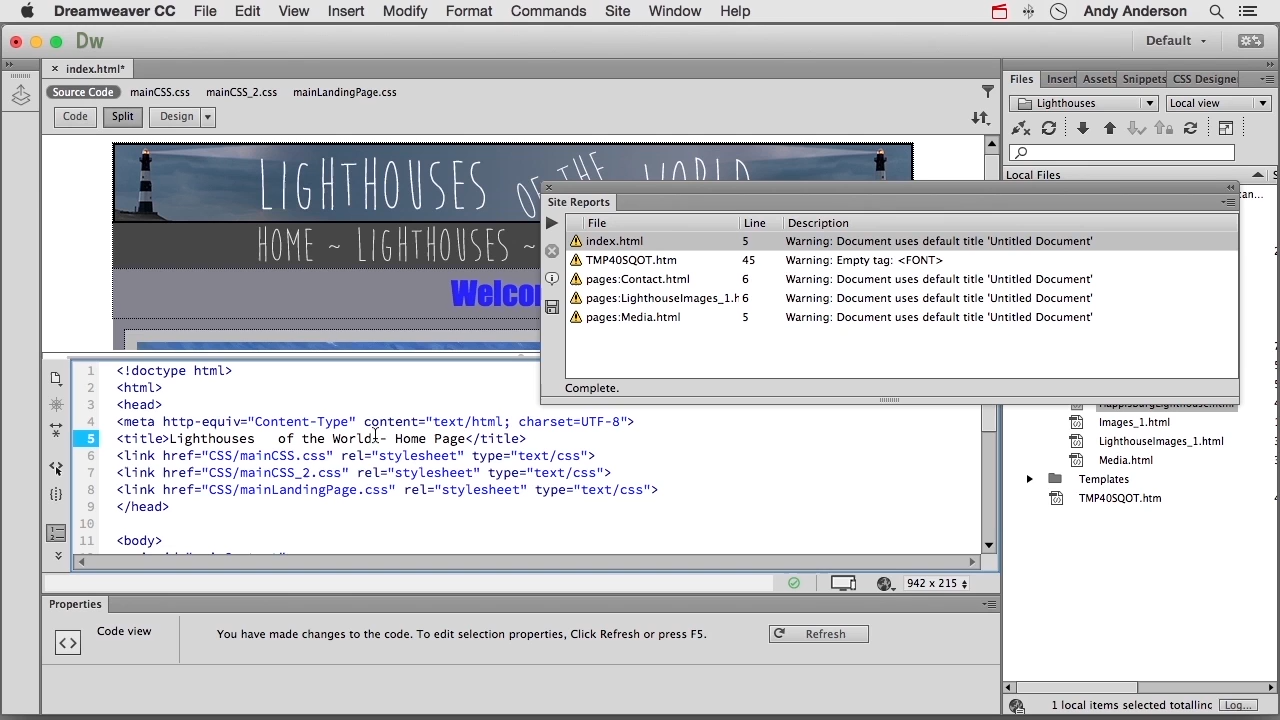 Dreamweaver CC File Edit View Insert Modify Format Commands Site Window Help Andy Anderson
Dw Default
index.html*
Source Code mainCSS.css mainCSS_2.css mainLandingPage.css
Code Split Design
LIGHTHOUSES OF THE WORLD
HOME ~ LIGHTHOUSES ~
Welcom
Site Reports
File Line Description
index.html 5 Warning: Document uses default title 'Untitled Document'
TMP40SQOT.htm 45 Warning: Empty tag: <FONT>
pages:Contact.html 6 Warning: Document uses default title 'Untitled Document'
pages:LighthouseImages_1.h 6 Warning: Document uses default title 'Untitled Document'
pages:Media.html 5 Warning: Document uses default title 'Untitled Document'
Complete.
1 <!doctype html>
2 <html>
3 <head>
4 <meta http-equiv="Content-Type" content="text/html; charset=UTF-8">
5 <title>Lighthouses   of the World - Home Page</title>
6 <link href="CSS/mainCSS.css" rel="stylesheet" type="text/css">
7 <link href="CSS/mainCSS_2.css" rel="stylesheet" type="text/css">
8 <link href="CSS/mainLandingPage.css" rel="stylesheet" type="text/css">
9 </head>
10
11 <body>
942 x 215
Properties
Code view
You have made changes to the code. To edit selection properties, Click Refresh or press F5.
Refresh
Files Insert Assets Snippets CSS Designe
Lighthouses Local view
Local Files S
Images_1.html
LighthouseImages_1.html
Media.html
Templates
TMP40SQOT.htm
1 local items selected totalling
Log...